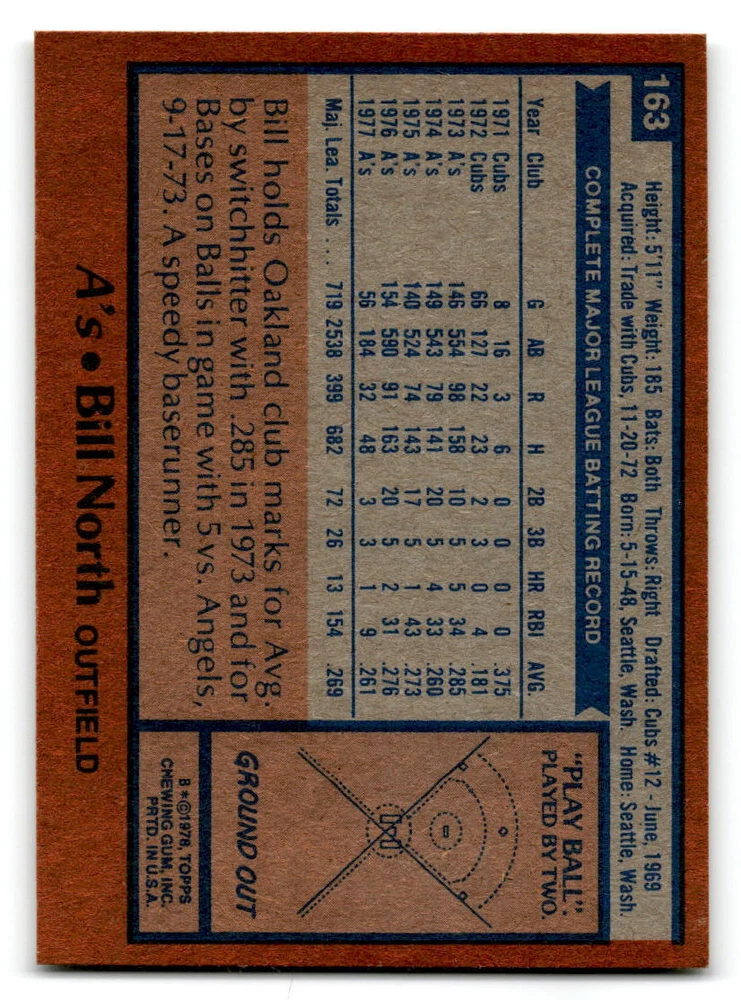 163
Height: 5'11" Weight: 185 Bats: Both Throws: Right Drafted: Cubs #12 - June, 1969
Acquired: Trade with Cubs, 11-20-72 Born: 5-15-48, Seattle, Wash. Home: Seattle, Wash.
COMPLETE MAJOR LEAGUE BATTING RECORD
Year Club G AB R H 2B 3B HR RBI AVG.
1971 Cubs 8 16 3 6 0 0 0 0 .375
1972 Cubs 66 127 22 23 2 3 0 4 .181
1973 A's 146 554 98 158 10 5 5 34 .285
1974 A's 149 543 79 141 20 5 4 33 .260
1975 A's 140 524 74 143 17 5 1 43 .273
1976 A's 154 590 91 163 20 5 2 31 .276
1977 A's 56 184 32 48 3 3 1 9 .261
Maj. Lea. Totals .... 719 2538 399 682 72 26 13 154 .269
Bill holds Oakland club marks for Avg.
by switchhitter with .285 in 1973 and for
Bases on Balls in game with 5 vs. Angels,
9-17-73. A speedy baserunner.
"PLAY BALL".
PLAYED BY TWO.
GROUND OUT
B*©1978, TOPPS
CHEWING GUM, INC.
PRTD. IN U.S.A.
A's • Bill North OUTFIELD